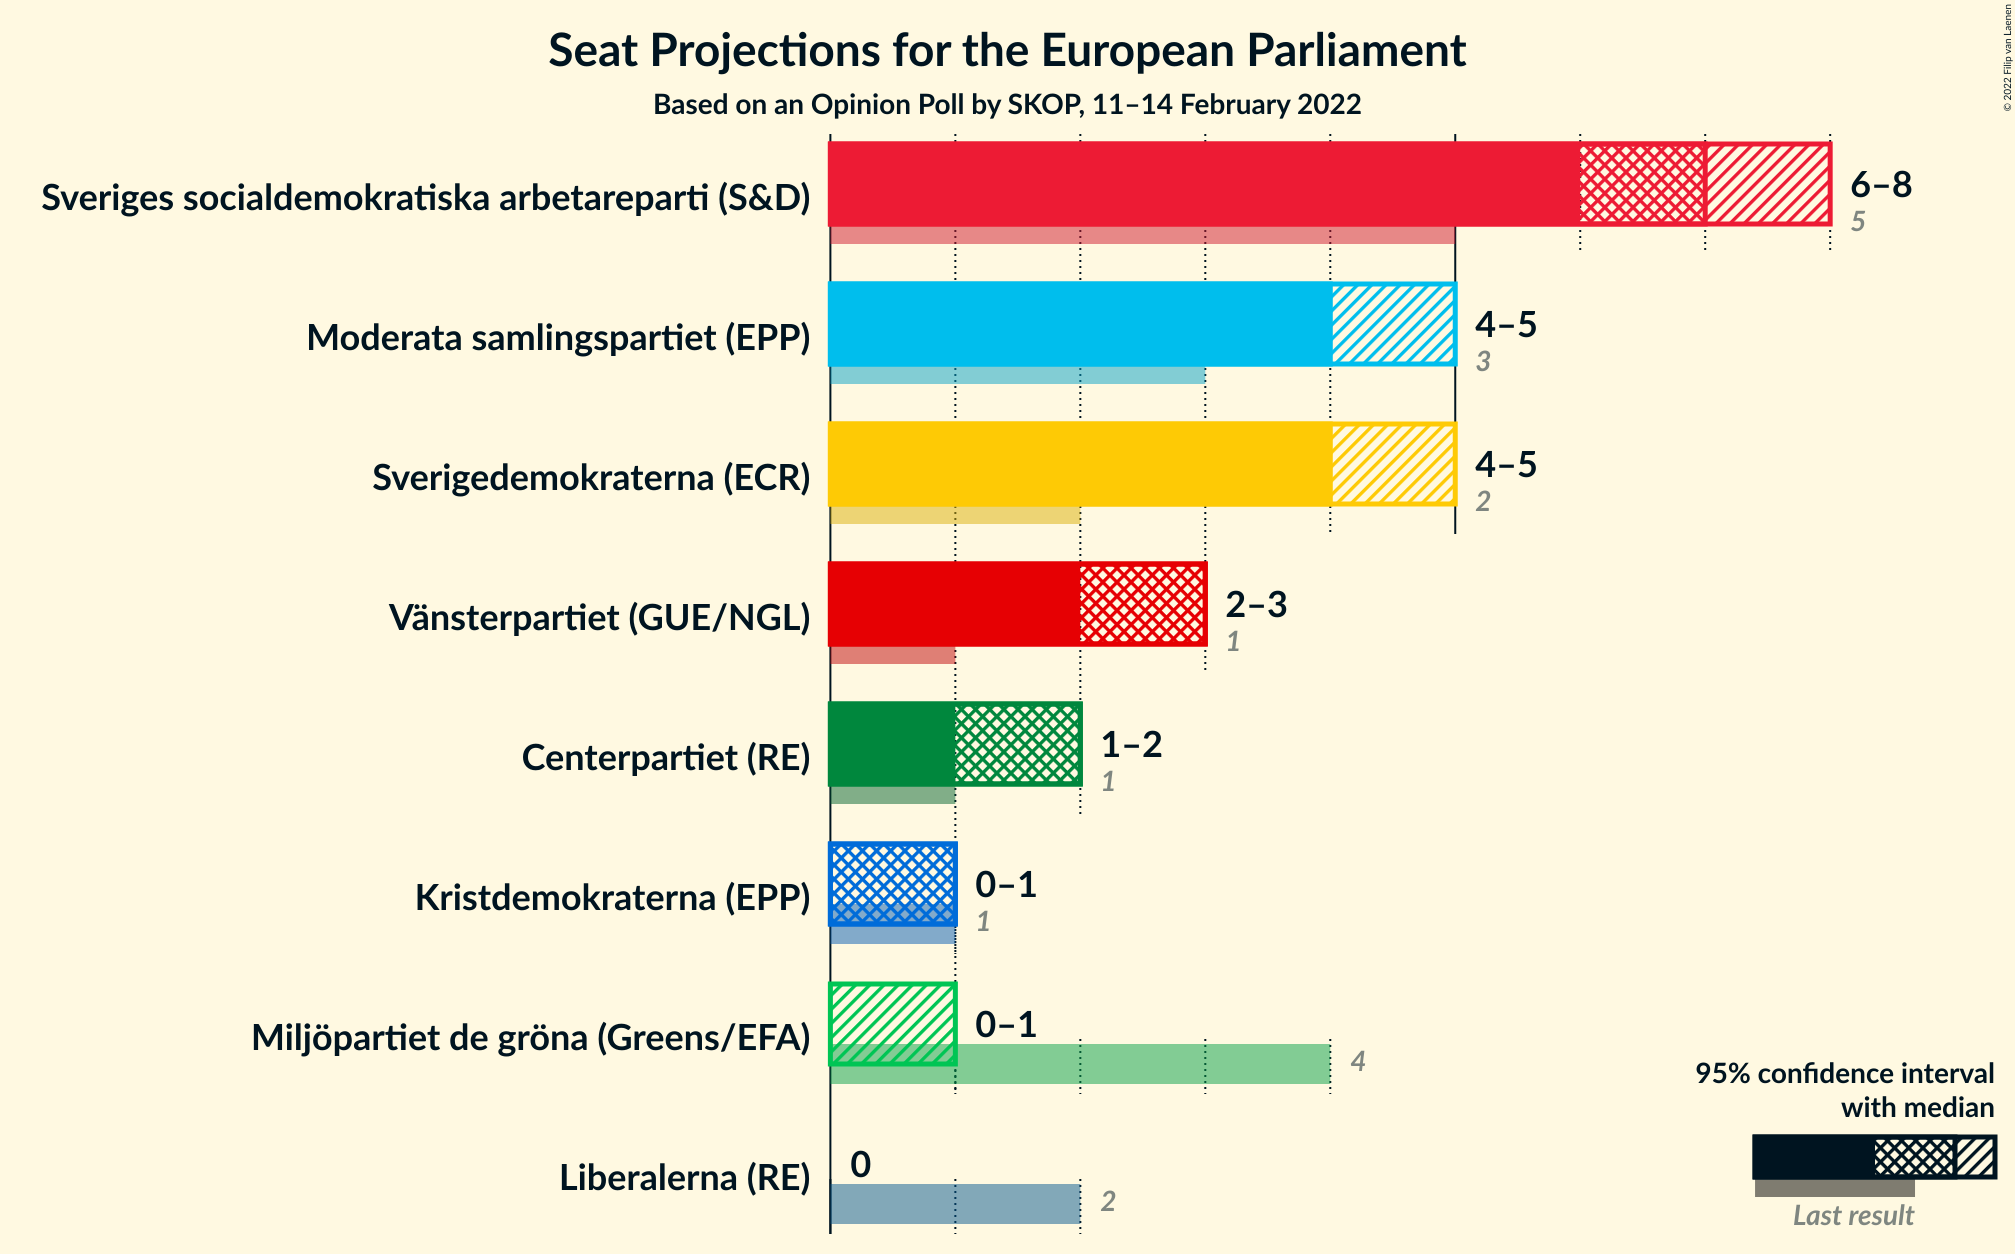 Seat Projections for the European Parliament
Based on an Opinion Poll by SKOP, 11–14 February 2022
© 2022 Filip van Laenen
Sveriges socialdemokratiska arbetareparti (S&D)
6–8
5
Moderata samlingspartiet (EPP)
4–5
3
Sverigedemokraterna (ECR)
4–5
2
Vänsterpartiet (GUE/NGL)
2–3
1
Centerpartiet (RE)
1–2
1
Kristdemokraterna (EPP)
0–1
1
Miljöpartiet de gröna (Greens/EFA)
0–1
4
Liberalerna (RE)
0
2
95% confidence interval
with median
Last result